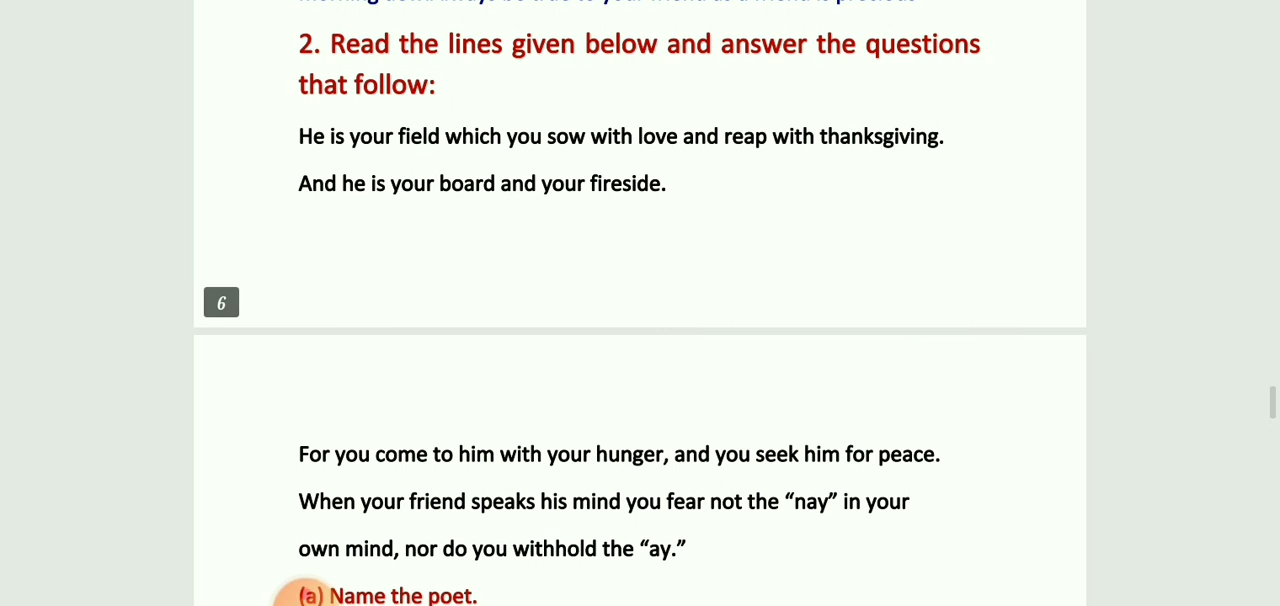 2. Read the lines given below and answer the questions
that follow:
He is your field which you sow with love and reap with thanksgiving.
And he is your board and your fireside.
6
For you come to him with your hunger, and you seek him for peace.
When your friend speaks his mind you fear not the “nay” in your
own mind, nor do you withhold the “ay.”
(a) Name the poet.